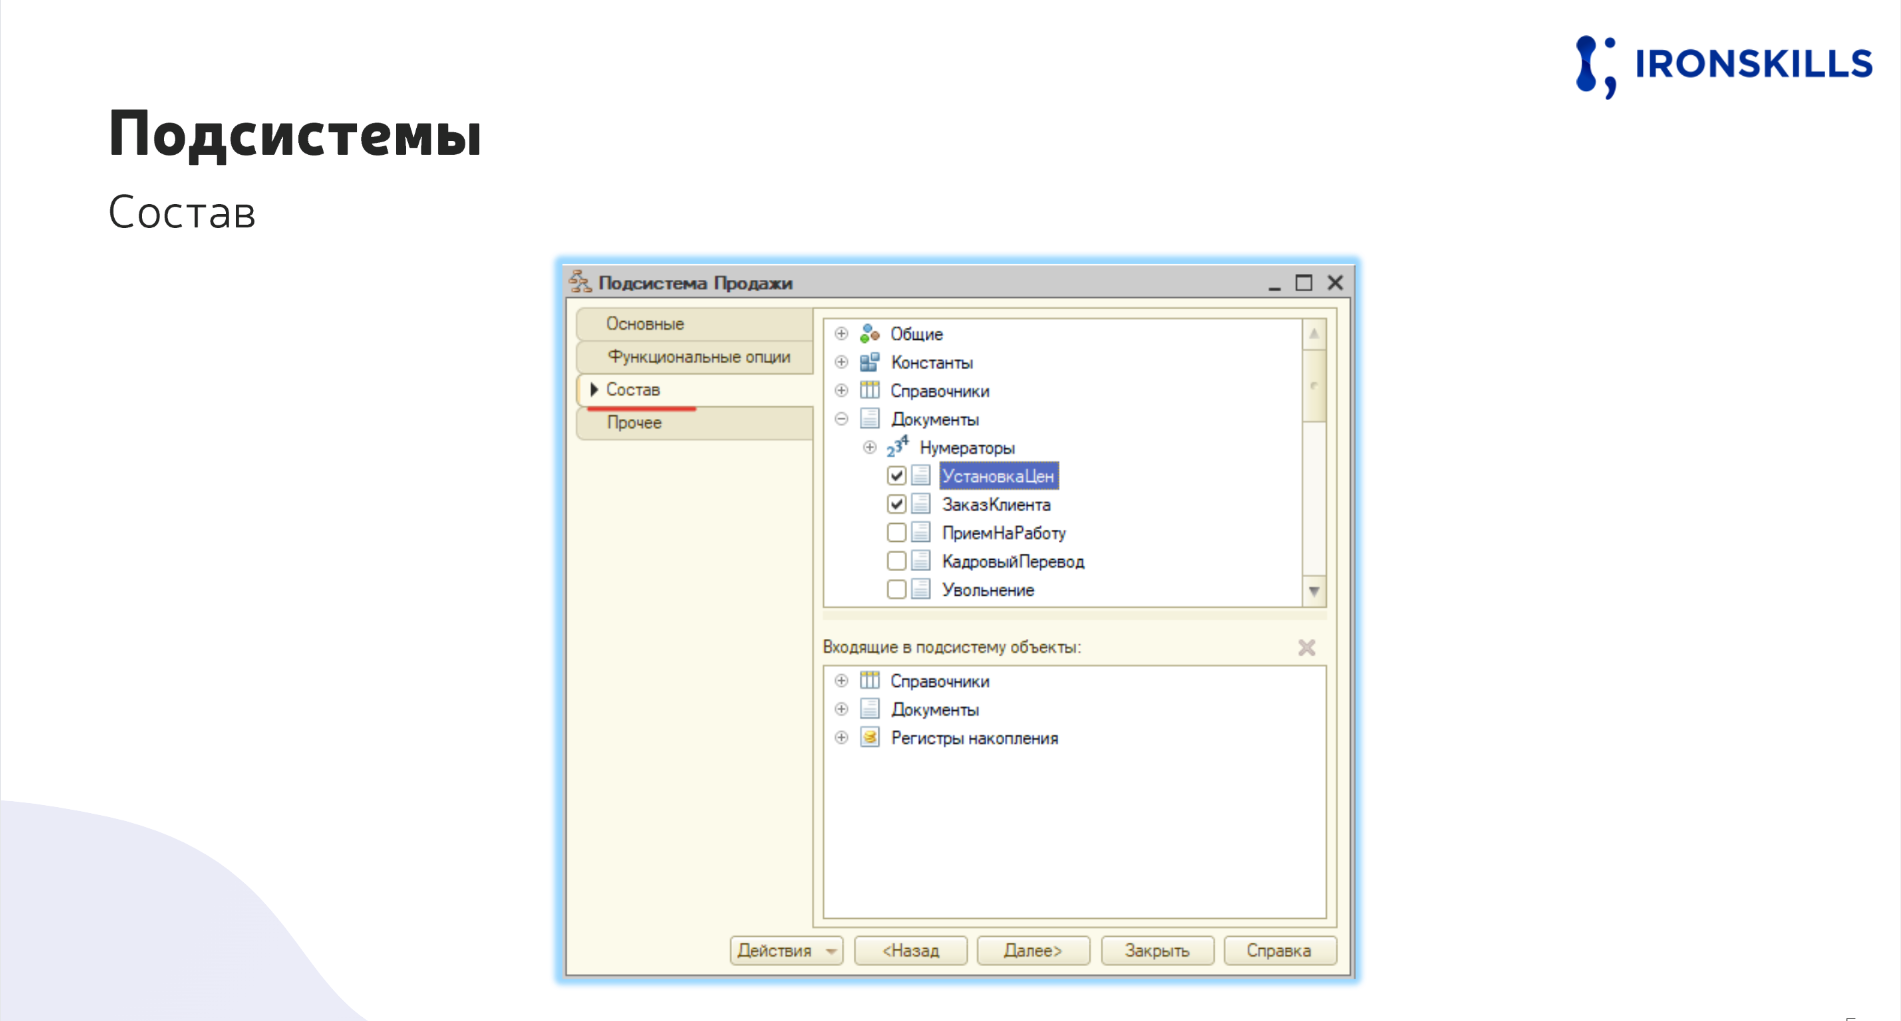 IRONSKILLS
Подсистемы
Состав
Подсистема Продажи
Основные
Функциональные опции
Состав
Прочее
Общие
Константы
Справочники
Документы
Нумераторы
УстановкаЦен
ЗаказКлиента
ПриемНаРаботу
КадровыйПеревод
Увольнение
Входящие в подсистему объекты:
Справочники
Документы
Регистры накопления
Действия <Назад Далее> Закрыть Справка